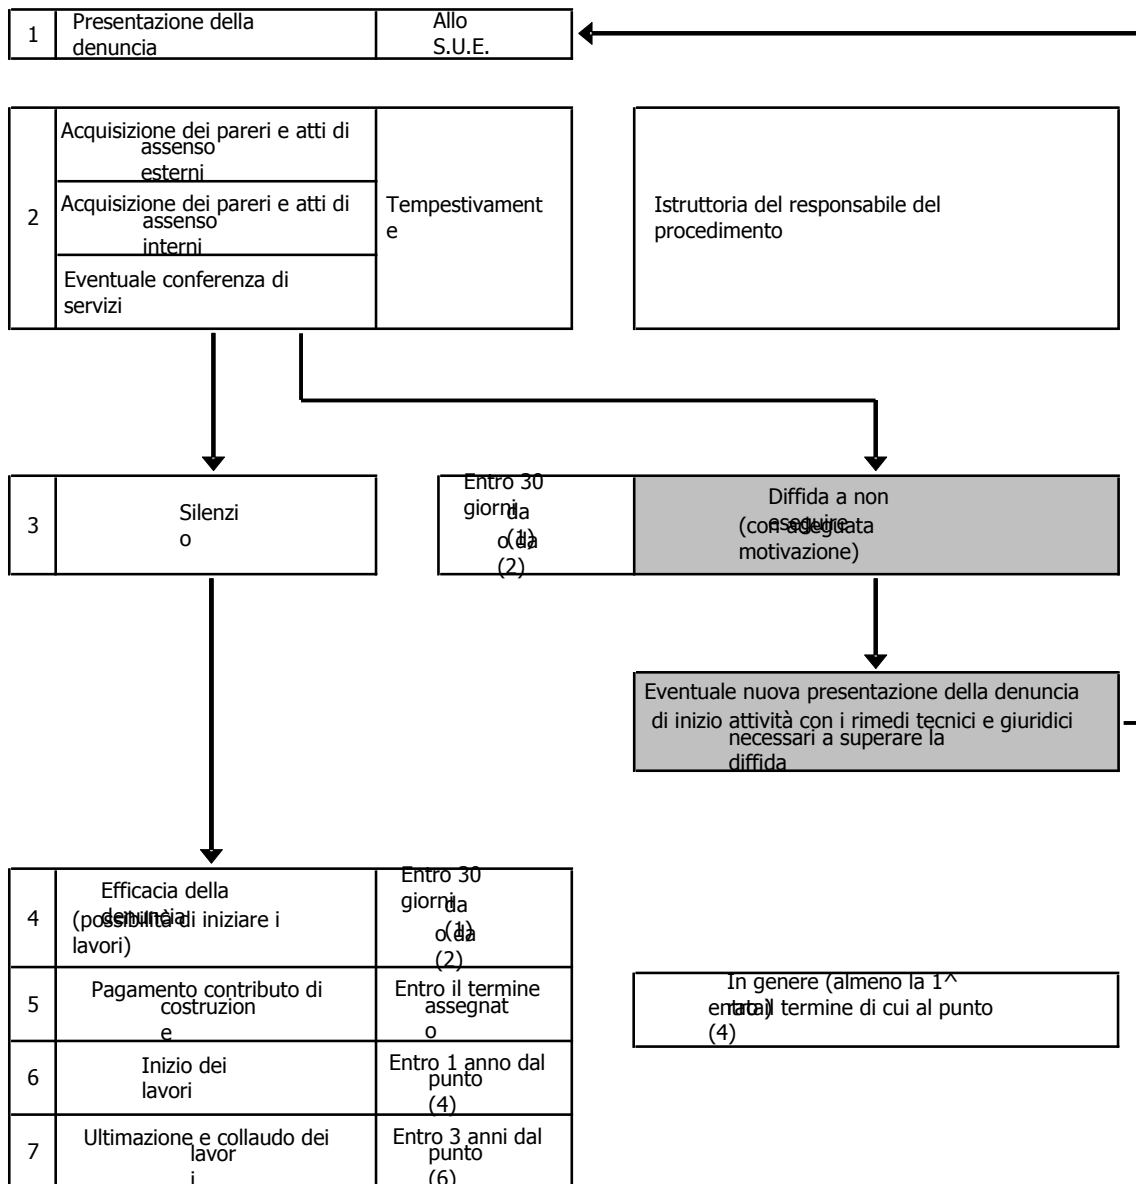 1
Presentazione della
denuncia
Allo
S.U.E.
2
Acquisizione dei pareri e atti di
assenso
esterni
Acquisizione dei pareri e atti di
assenso
interni
Eventuale conferenza di
servizi
Tempestivament
e
Istruttoria del responsabile del
procedimento
3
Silenzi
o
Entro 30
giorni
da
(1)
o da
(2)
Diffida a non
eseguire
(con adeguata
motivazione)
Eventuale nuova presentazione della denuncia
di inizio attività con i rimedi tecnici e giuridici
necessari a superare la
diffida
4
Efficacia della
denuncia
(possibilità di iniziare i
lavori)
Entro 30
giorni
da
(1)
o da
(2)
5
Pagamento contributo di
costruzion
e
Entro il termine
assegnat
o
In genere (almeno la 1^
rata)
entro il termine di cui al punto
(4)
6
Inizio dei
lavori
Entro 1 anno dal
punto
(4)
7
Ultimazione e collaudo dei
lavor
i
Entro 3 anni dal
punto
(6)